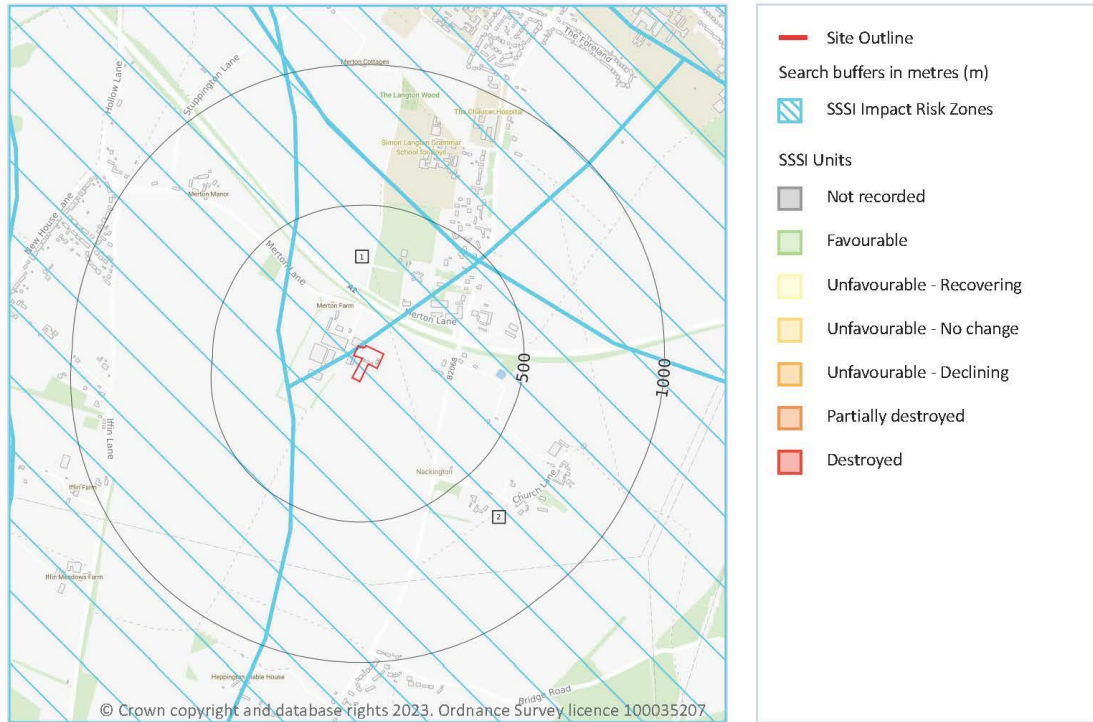 The Foreland
Merton Cottages
Hollow Lane
Stuppington Lane
The Langton Wood
The Chaucer Hospital
Simon Langton Grammar
School for Boys
Merton Manor
New House Lane
Merton Lane
1
A2
Merton Farm
Merton Lane
B2068
500
1000
Iffin Lane
Nackington
Church Lane
Iffin Farm
2
Iffin Meadows Farm
Heppington Stable House
Bridge Road
© Crown copyright and database rights 2023. Ordnance Survey licence 100035207
Site Outline
Search buffers in metres (m)
SSSI Impact Risk Zones
SSSI Units
Not recorded
Favourable
Unfavourable - Recovering
Unfavourable - No change
Unfavourable - Declining
Partially destroyed
Destroyed